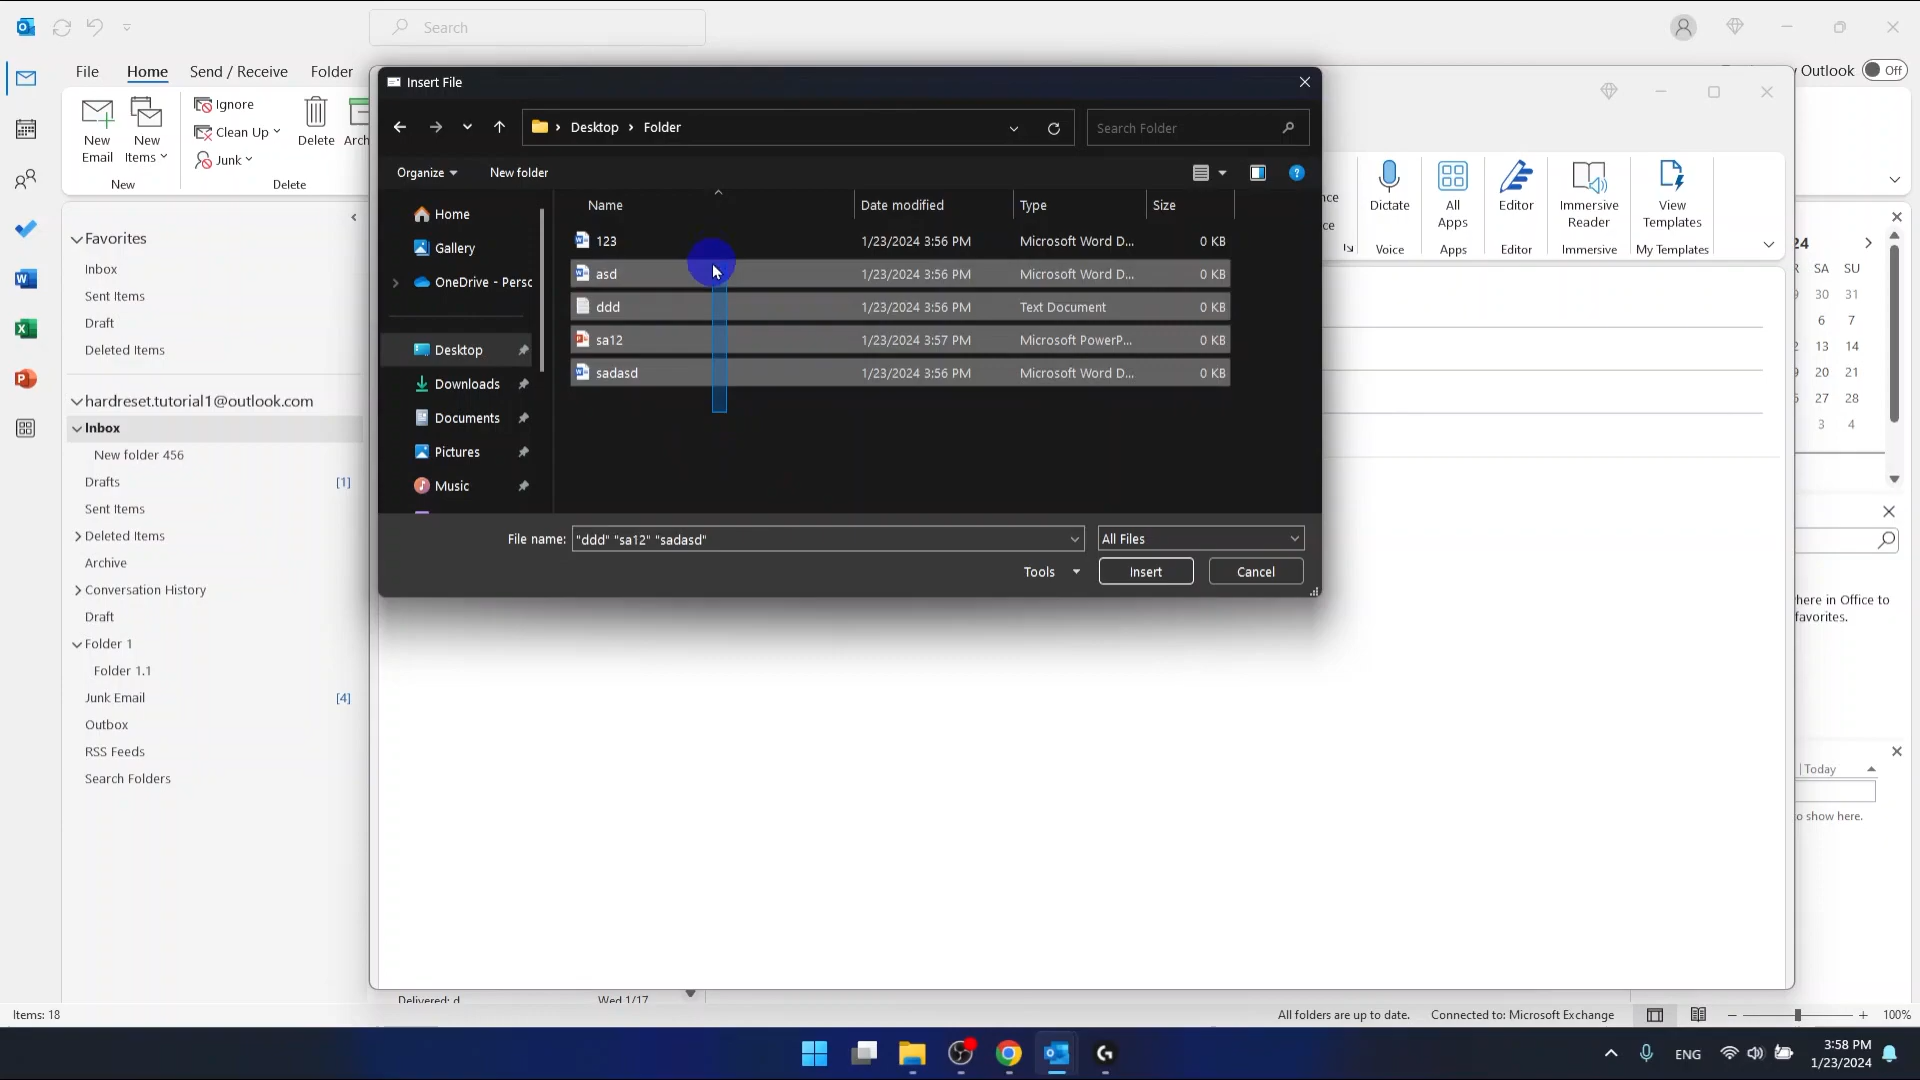 Search
File Home Send / Receive Folder
Outlook Off
New Email
New Items
New
Ignore
Clean Up
Junk
Delete
Delete
Insert File
Desktop Folder
Search Folder
Organize New folder
Home
Gallery
OneDrive - Persc
Desktop
Downloads
Documents
Pictures
Music
Name Date modified Type Size
123 1/23/2024 3:56 PM Microsoft Word D... 0 KB
asd 1/23/2024 3:56 PM Microsoft Word D... 0 KB
ddd 1/23/2024 3:56 PM Text Document 0 KB
sa12 1/23/2024 3:57 PM Microsoft PowerP... 0 KB
sadasd 1/23/2024 3:56 PM Microsoft Word D... 0 KB
File name: "ddd" "sa12" "sadasd"
All Files
Tools Insert Cancel
Dictate
Voice
All Apps
Apps
Editor
Editor
Immersive Reader
Immersive
View Templates
My Templates
Favorites
Inbox
Sent Items
Draft
Deleted Items
hardreset.tutorial1@outlook.com
Inbox
New folder 456
Drafts [1]
Sent Items
Deleted Items
Archive
Conversation History
Draft
Folder 1
Folder 1.1
Junk Email [4]
Outbox
RSS Feeds
Search Folders
24
SA SU
30 31
6 7
13 14
20 21
27 28
3 4
here in Office to
favorites.
Today
to show here.
Wed 1/17
Items: 18
All folders are up to date. Connected to: Microsoft Exchange 100%
ENG
3:58 PM
1/23/2024